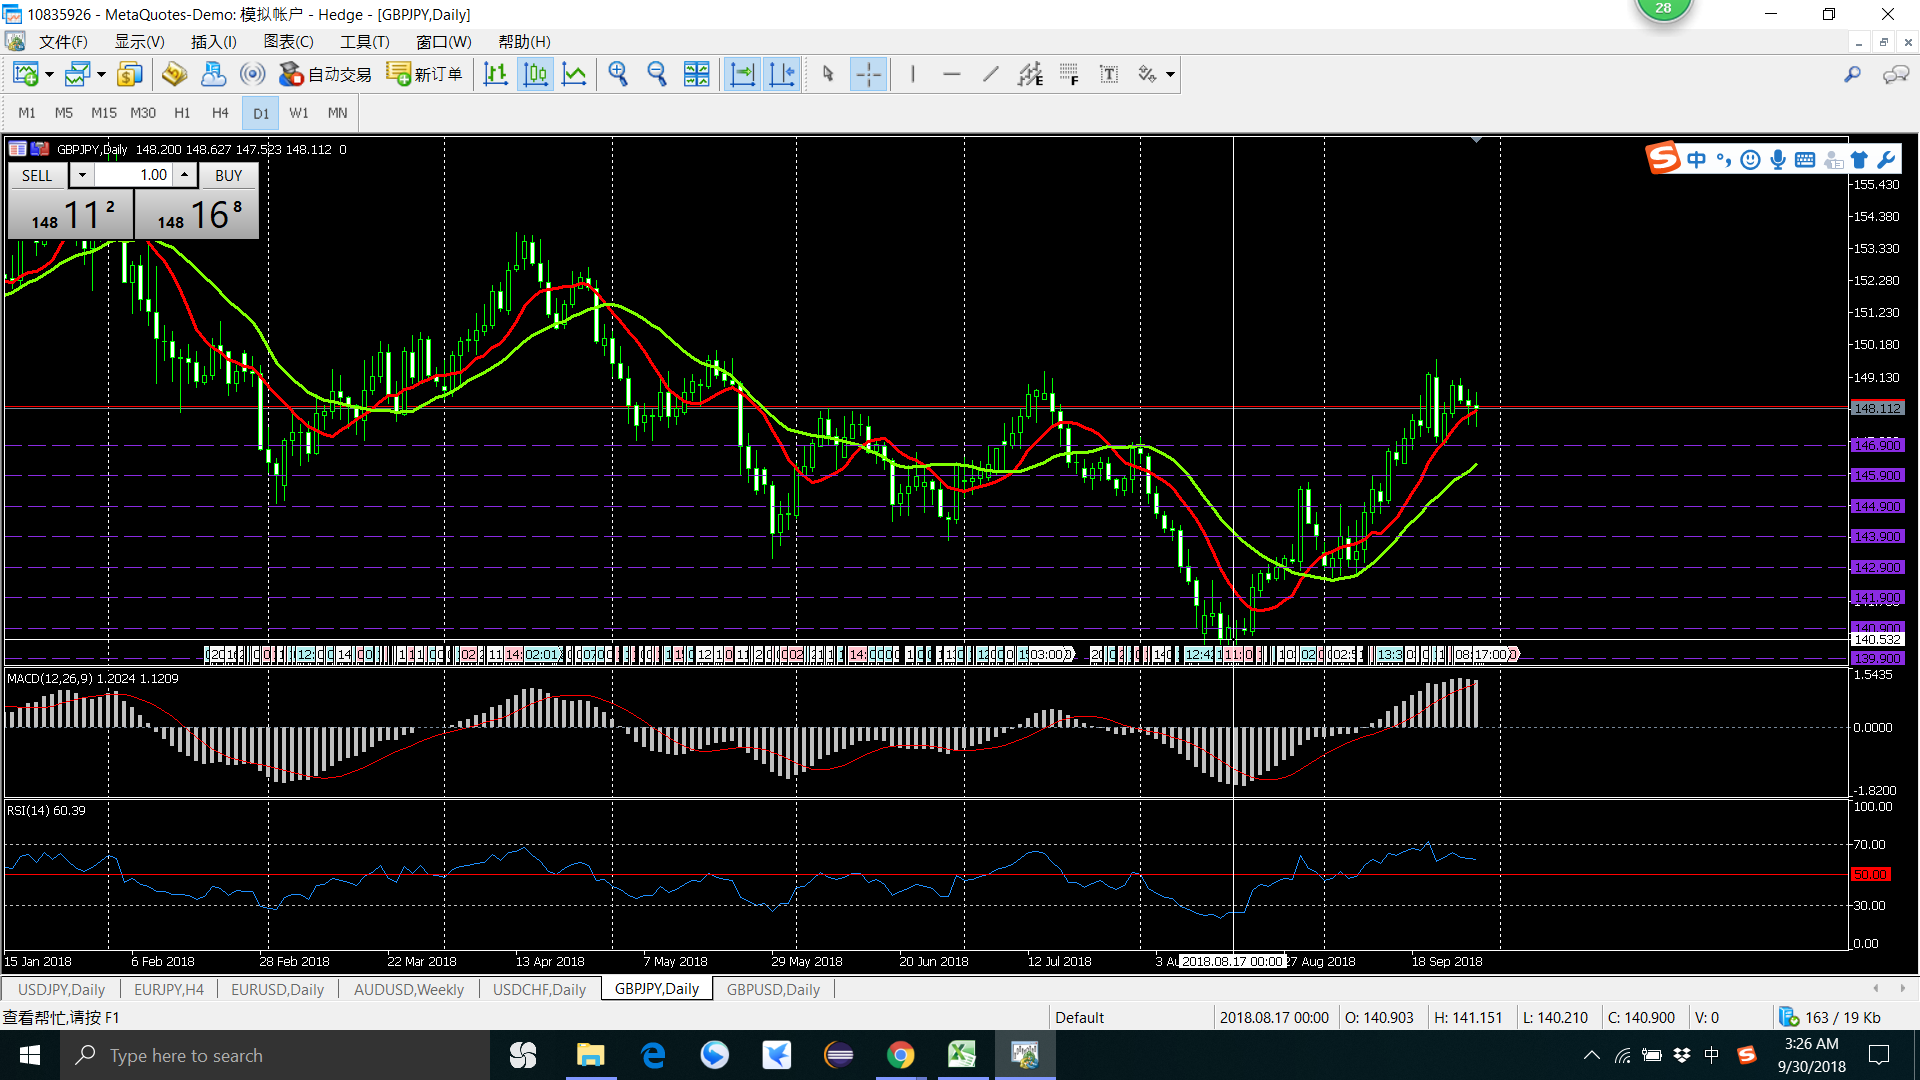 28
10835926 - MetaQuotes-Demo: 模拟帐户 - Hedge - [GBPJPY,Daily]
文件(F) 显示(V) 插入(I) 图表(C) 工具(T) 窗口(W) 帮助(H)
自动交易 新订单 E F T
M1 M5 M15 M30 H1 H4 D1 W1 MN
GBPJPY,Daily 148.200 148.627 147.523 148.112 0
SELL 1.00 BUY
148 11 2 148 16 8
中
155.430
154.380
153.330
152.280
151.230
150.180
149.130
148.112
146.900
145.900
144.900
143.900
142.900
141.900
140.900
140.532
139.900
MACD(12,26,9) 1.2024 1.1209
1.5435
0.0000
-1.8200
RSI(14) 60.39
100.00
70.00
50.00
30.00
0.00
15 Jan 2018 6 Feb 2018 28 Feb 2018 22 Mar 2018 13 Apr 2018 7 May 2018 29 May 2018 20 Jun 2018 12 Jul 2018 2018.08.17 00:00 27 Aug 2018 18 Sep 2018
USDJPY,Daily EURJPY,H4 EURUSD,Daily AUDUSD,Weekly USDCHF,Daily GBPJPY,Daily GBPUSD,Daily
查看帮忙,请按 F1 Default 2018.08.17 00:00 O: 140.903 H: 141.151 L: 140.210 C: 140.900 V: 0 163 / 19 Kb
Type here to search 中 3:26 AM
9/30/2018